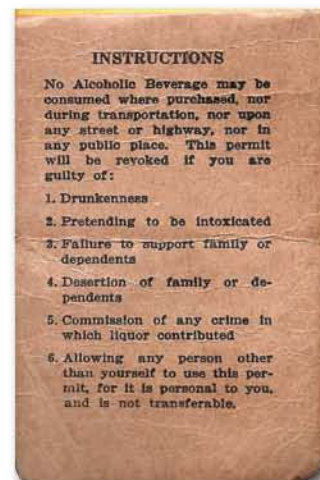 INSTRUCTIONS
No Alcoholic Beverage may be
consumed where purchased, nor
during transportation, nor upon
any street or highway, nor in
any public place. This permit
will be revoked if you are
guilty of:
1. Drunkenness
2. Pretending to be intoxicated
3. Failure to support family or
dependents
4. Desertion of family or de-
pendents
5. Commission of any crime in
which liquor contributed
6. Allowing any person other
than yourself to use this per-
mit, for it is personal to you,
and is not transferable.